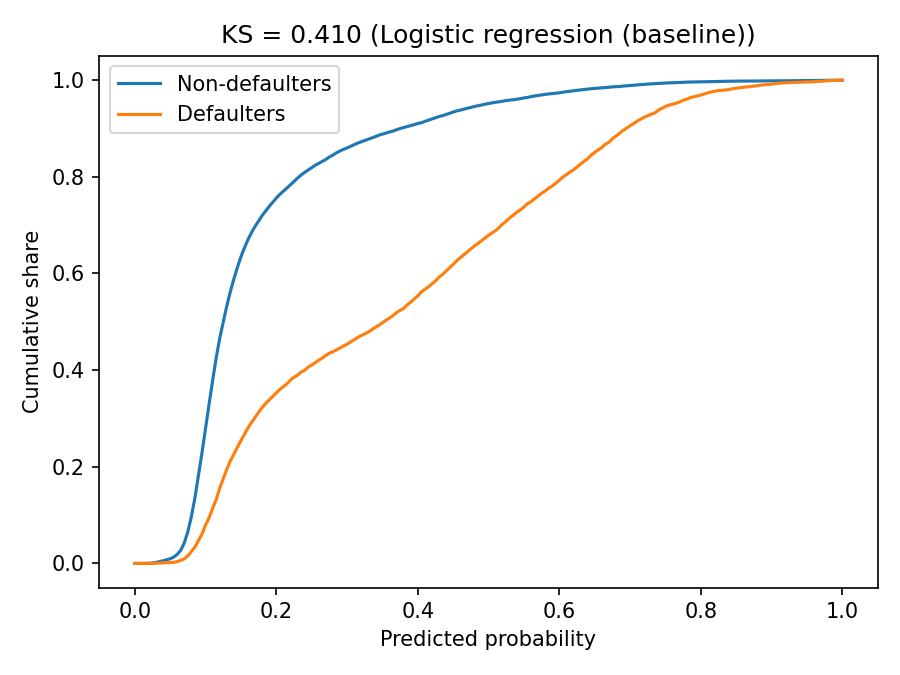 KS = 0.410 (Logistic regression (baseline))
Non-defaulters
Defaulters
1.0
0.8
0.6
0.4
0.2
0.0
Cumulative share
0.0 0.2 0.4 0.6 0.8 1.0
Predicted probability